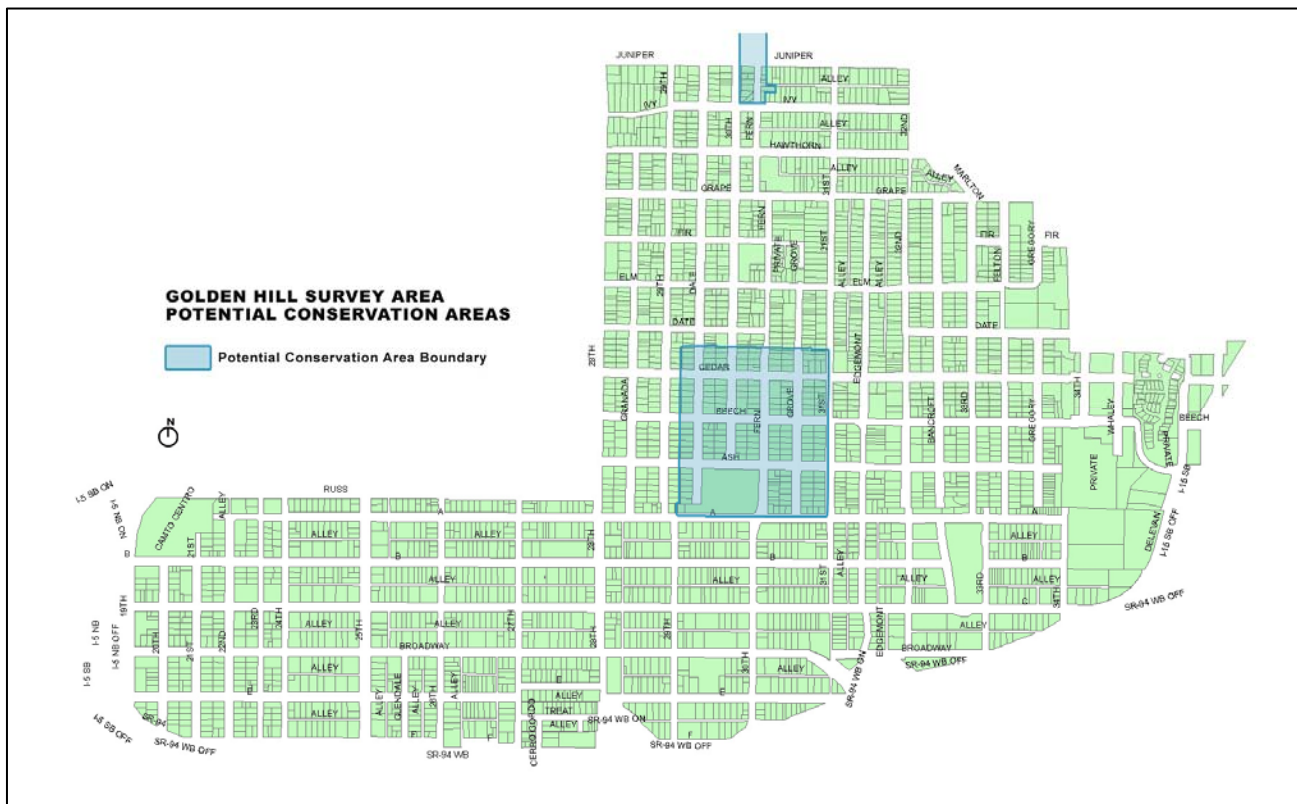 JUNIPER JUNIPER
29TH ALLEY
IVY IVY
30TH FERN ALLEY 32ND
HAWTHORN
ALLEY ALLEY MARLTON
GRAPE 31ST GRAPE
FERN
FIR PRIVATE GROVE 31ST 32ND FIR GREGORY FIR
ELM 29TH DALE ALLEY ELM ALLEY FELTON
GOLDEN HILL SURVEY AREA
POTENTIAL CONSERVATION AREAS
DATE DATE
Potential Conservation Area Boundary
28TH CEDAR EDGEMONT 34TH
GRANADA BEECH FERN GROVE 31ST BANCROFT 33RD GREGORY WHALEY BEECH
N
ASH PRIVATE PRIVATE
I-5 SB ON I-15 SB
RUSS
I-5 NB ON CAMTO CENTRO ALLEY A A A
ALLEY ALLEY DELEVAN I-15 SB OFF
B 21ST B 28TH B 31ST ALLEY B
ALLEY ALLEY ALLEY ALLEY 33RD ALLEY
19TH C 34TH SR-94 WB OFF
I-5 NB I-5 NB OFF 20TH 21ST 22ND 23RD 24TH ALLEY 25TH ALLEY 27TH 28TH 29TH EDGEMONT ALLEY
BROADWAY BROADWAY
I-5 SB ALLEY 30TH ALLEY SR-94 WB OFF
E E E
ALLEY GLENDALE ALLEY 26TH ALLEY ALLEY SR-94 WB ON
TREAT
I-5 SB OFF SR-94 ALLEY ALLEY SR-94 WB ON
SR-94 WB OFF F F CERRO GORDO F
SR-94 WB SR-94 WB OFF